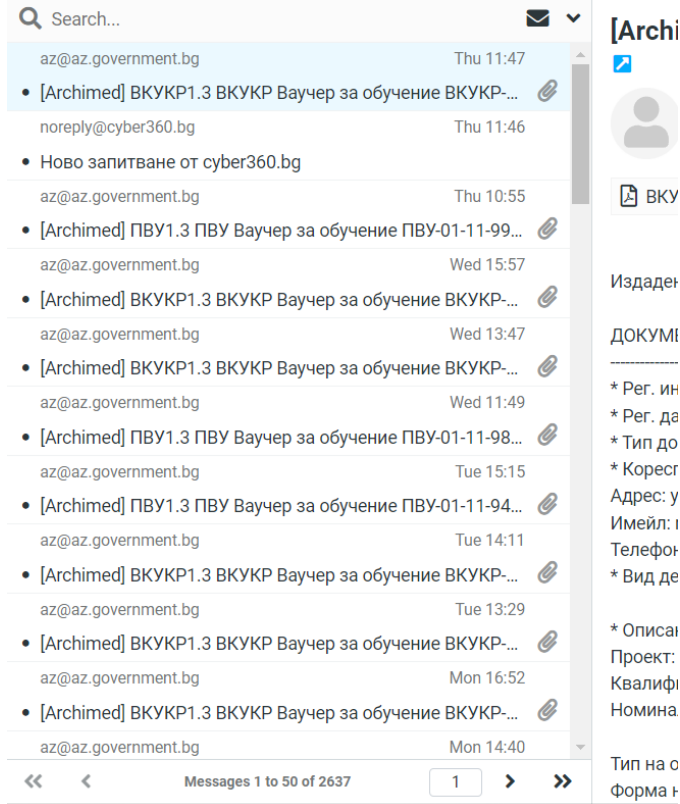 Search...
az@az.government.bg Thu 11:47
• [Archimed] ВКУКР1.3 ВКУКР Ваучер за обучение ВКУКР-...
noreply@cyber360.bg Thu 11:46
• Ново запитване от cyber360.bg
az@az.government.bg Thu 10:55
• [Archimed] ПВУ1.3 ПВУ Ваучер за обучение ПВУ-01-11-99...
az@az.government.bg Wed 15:57
• [Archimed] ВКУКР1.3 ВКУКР Ваучер за обучение ВКУКР-...
az@az.government.bg Wed 13:47
• [Archimed] ВКУКР1.3 ВКУКР Ваучер за обучение ВКУКР-...
az@az.government.bg Wed 11:49
• [Archimed] ПВУ1.3 ПВУ Ваучер за обучение ПВУ-01-11-98...
az@az.government.bg Tue 15:15
• [Archimed] ПВУ1.3 ПВУ Ваучер за обучение ПВУ-01-11-94...
az@az.government.bg Tue 14:11
• [Archimed] ВКУКР1.3 ВКУКР Ваучер за обучение ВКУКР-...
az@az.government.bg Tue 13:29
• [Archimed] ВКУКР1.3 ВКУКР Ваучер за обучение ВКУКР-...
az@az.government.bg Mon 16:52
• [Archimed] ВКУКР1.3 ВКУКР Ваучер за обучение ВКУКР-...
az@az.government.bg Mon 14:40
Messages 1 to 50 of 2637 1
[Archi
ВКУ
Издаден
ДОКУМЕ
* Рег. ин
* Рег. да
* Тип до
* Коресп
Адрес: у
Имейл:
Телефон
* Вид де
* Описан
Проект:
Квалифи
Номинал
Тип на о
Форма н